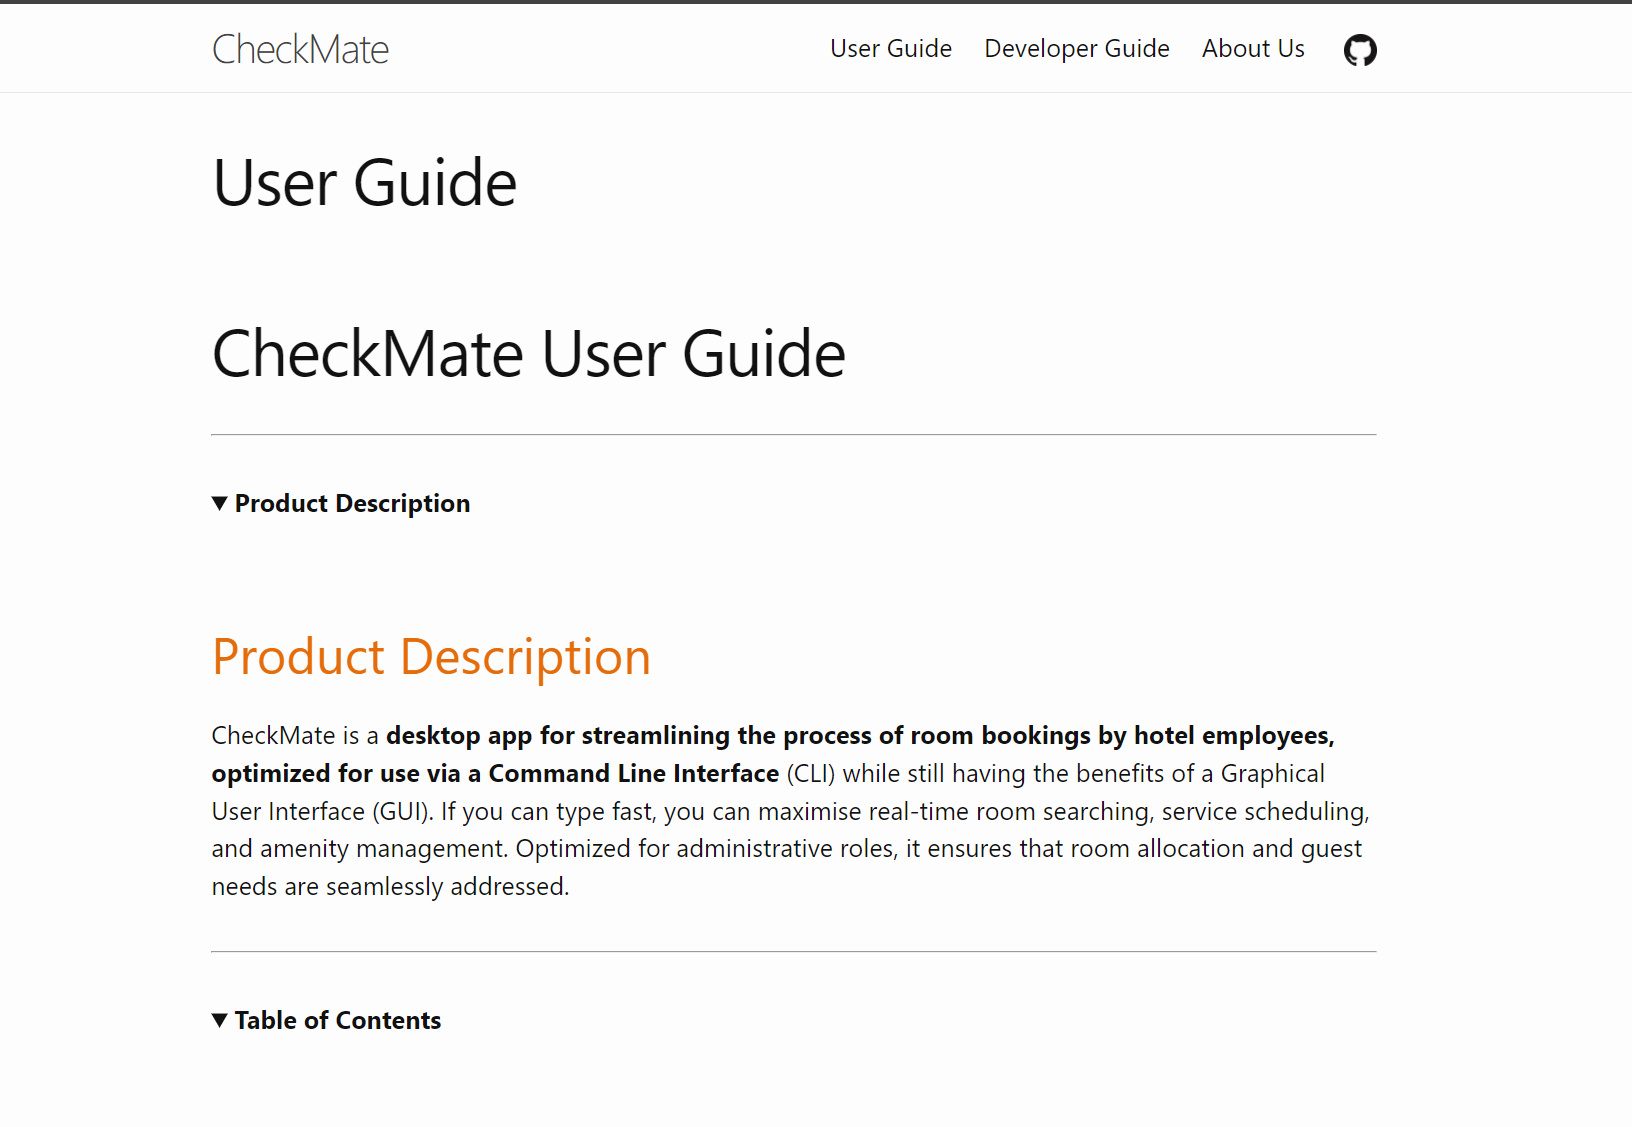 CheckMate
User Guide Developer Guide About Us
User Guide
CheckMate User Guide
Product Description
Product Description
CheckMate is a desktop app for streamlining the process of room bookings by hotel employees,
optimized for use via a Command Line Interface (CLI) while still having the benefits of a Graphical
User Interface (GUI). If you can type fast, you can maximise real-time room searching, service scheduling,
and amenity management. Optimized for administrative roles, it ensures that room allocation and guest
needs are seamlessly addressed.
Table of Contents